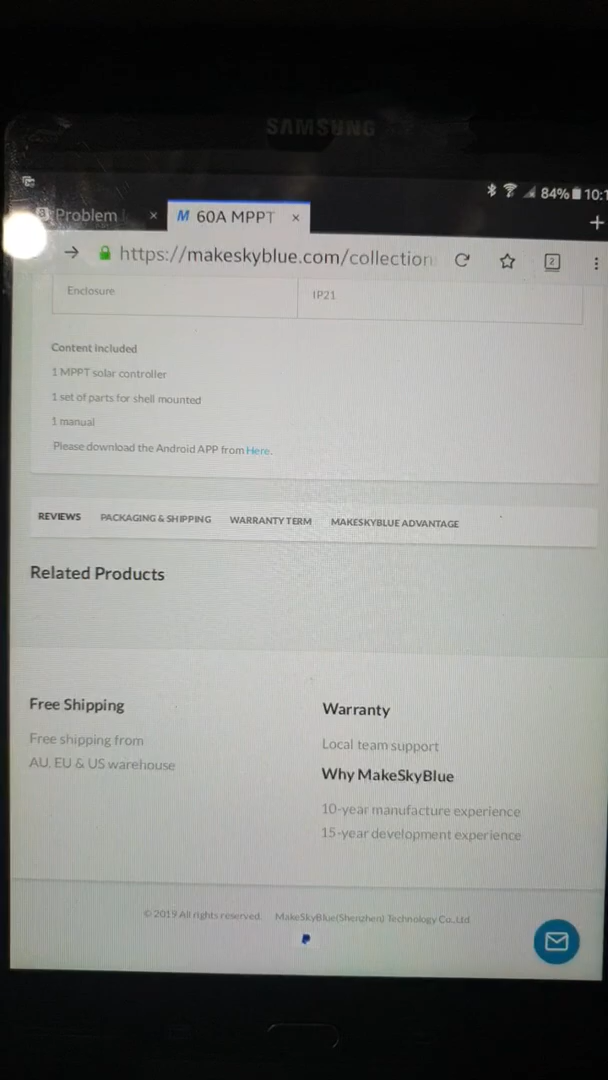 SAMSUNG
84% 10:1
Problem × M 60A MPPT × +
https://makeskyblue.com/collection 2
Enclosure IP21
Content Included
1 MPPT solar controller
1 set of parts for shell mounted
1 manual
Please download the Android APP from Here.
REVIEWS PACKAGING & SHIPPING WARRANTY TERM MAKESKYBLUE ADVANTAGE
Related Products
Free Shipping
Free shipping from
AU, EU & US warehouse
Warranty
Local team support
Why MakeSkyBlue
10-year manufacture experience
15-year development experience
© 2019 All rights reserved. MakeSkyBlue(Shenzhen) Technology Co.,Ltd